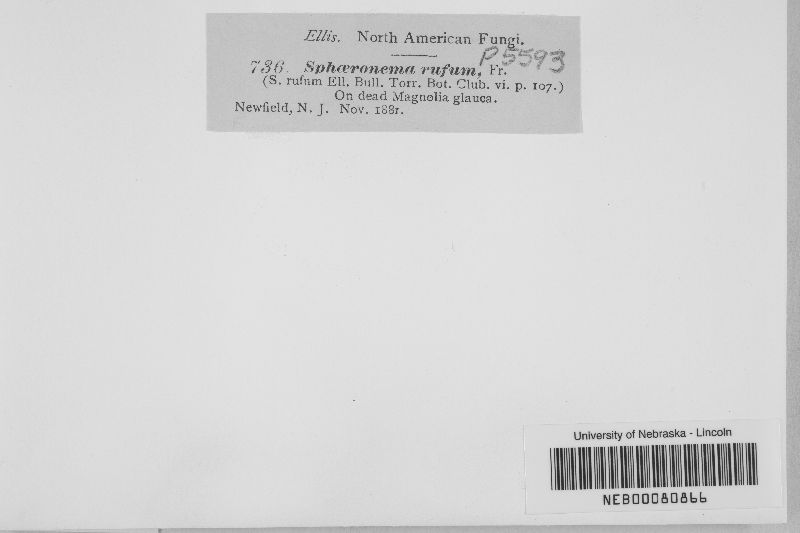 Ellis. North American Fungi.
P5593
736. Sphæronema rufum, Fr.
(S. rufum Ell. Bull. Torr. Bot. Club. vi. p. 107.)
On dead Magnolia glauca.
Newfield, N. J. Nov. 1881.
University of Nebraska - Lincoln
NEB00080866